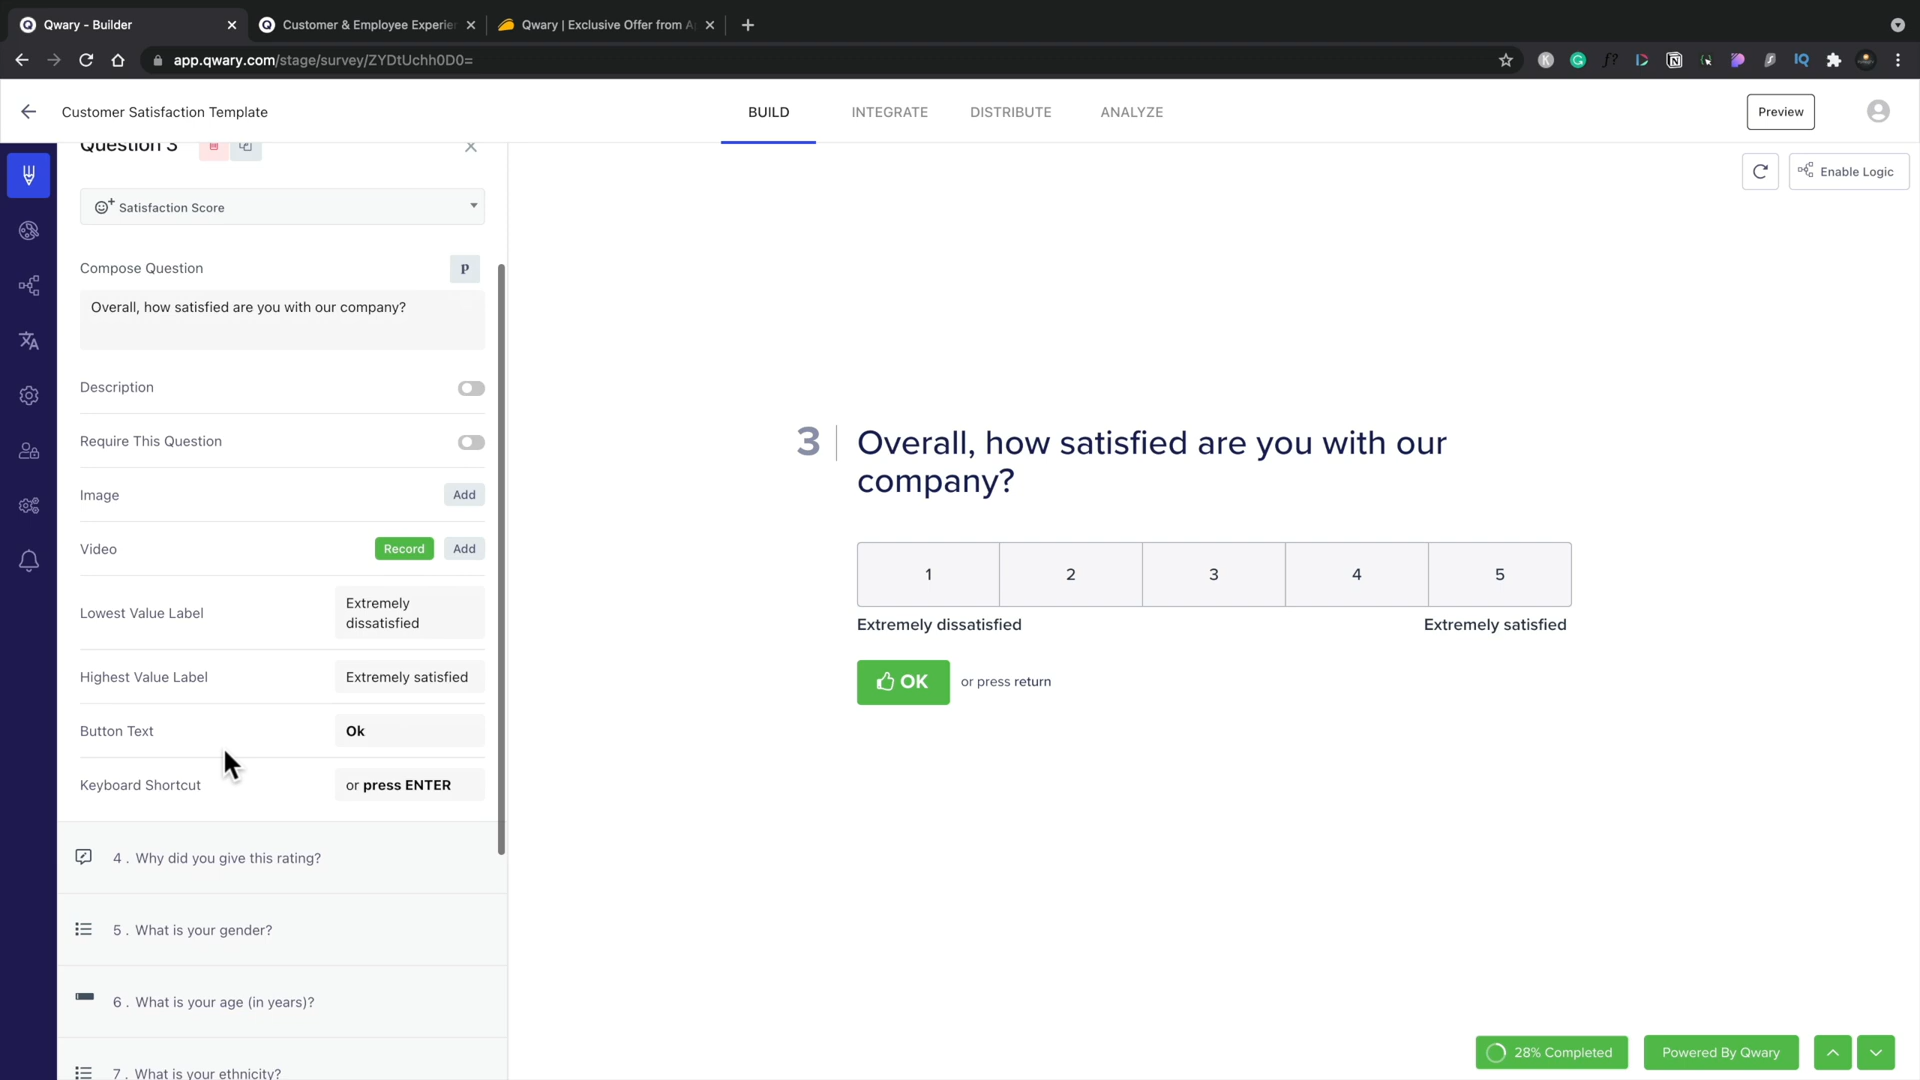 Qwary - Builder
Customer & Employee Experier
Qwary | Exclusive Offer from A
app.qwary.com/stage/survey/ZYDtUchh0D0=
Customer Satisfaction Template
BUILD
INTEGRATE
DISTRIBUTE
ANALYZE
Preview
Question 3
Enable Logic
Satisfaction Score
Compose Question
p
Overall, how satisfied are you with our company?
Description
Require This Question
Image
Add
Video
Record
Add
Lowest Value Label
Extremely
dissatisfied
Highest Value Label
Extremely satisfied
Button Text
Ok
Keyboard Shortcut
or press ENTER
4 . Why did you give this rating?
5 . What is your gender?
6 . What is your age (in years)?
7 . What is your ethnicity?
3
Overall, how satisfied are you with our
company?
1
2
3
4
5
Extremely dissatisfied
Extremely satisfied
OK
or press return
28% Completed
Powered By Qwary